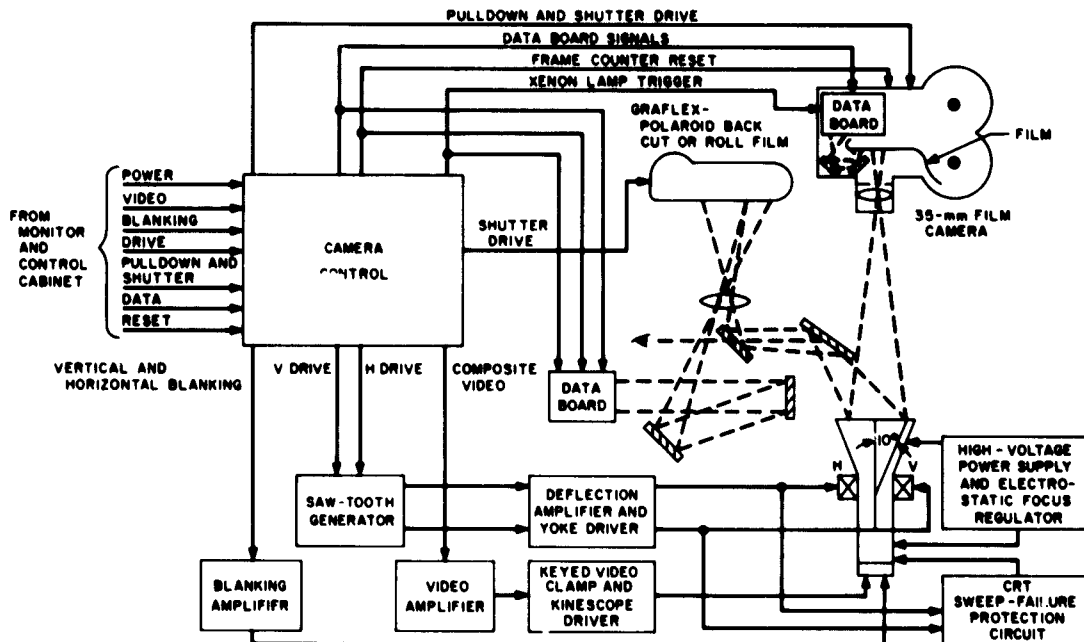 PULLDOWN AND SHUTTER DRIVE
DATA BOARD SIGNALS
FRAME COUNTER RESET
XENON LAMP TRIGGER
GRAFLEX-
POLAROID BACK
CUT OR ROLL FILM
DATA
BOARD
FILM
35-mm FILM
CAMERA
FROM
MONITOR
AND
CONTROL
CABINET
POWER
VIDEO
BLANKING
DRIVE
PULLDOWN AND
SHUTTER
DATA
RESET
CAMERA
CONTROL
SHUTTER
DRIVE
VERTICAL AND
HORIZONTAL BLANKING
V DRIVE
H DRIVE
COMPOSITE
VIDEO
DATA
BOARD
10°
H
V
HIGH-VOLTAGE
POWER SUPPLY
AND ELECTRO-
STATIC FOCUS
REGULATOR
SAW-TOOTH
GENERATOR
DEFLECTION
AMPLIFIER AND
YOKE DRIVER
BLANKING
AMPLIFIER
VIDEO
AMPLIFIER
KEYED VIDEO
CLAMP AND
KINESCOPE
DRIVER
CRT
SWEEP-FAILURE
PROTECTION
CIRCUIT